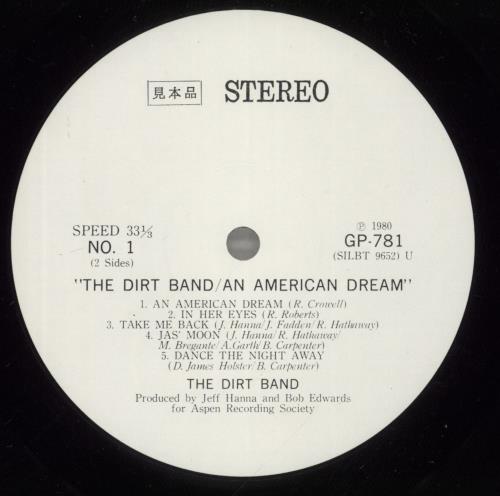 見本品 STEREO
SPEED 33⅓
NO. 1
(2 Sides)
℗ 1980
GP-781
(SILBT 9652) U
"THE DIRT BAND/AN AMERICAN DREAM"
1. AN AMERICAN DREAM (R. Crowell)
2. IN HER EYES (R. Roberts)
3. TAKE ME BACK (J. Hanna/J. Fadden/R. Hathaway)
4. JAS' MOON (J. Hanna/R. Hathaway/
M. Bregante/A.Garth/B. Carpenter)
5. DANCE THE NIGHT AWAY
(D. James Holster/B. Carpenter)
THE DIRT BAND
Produced by Jeff Hanna and Bob Edwards
for Aspen Recording Society